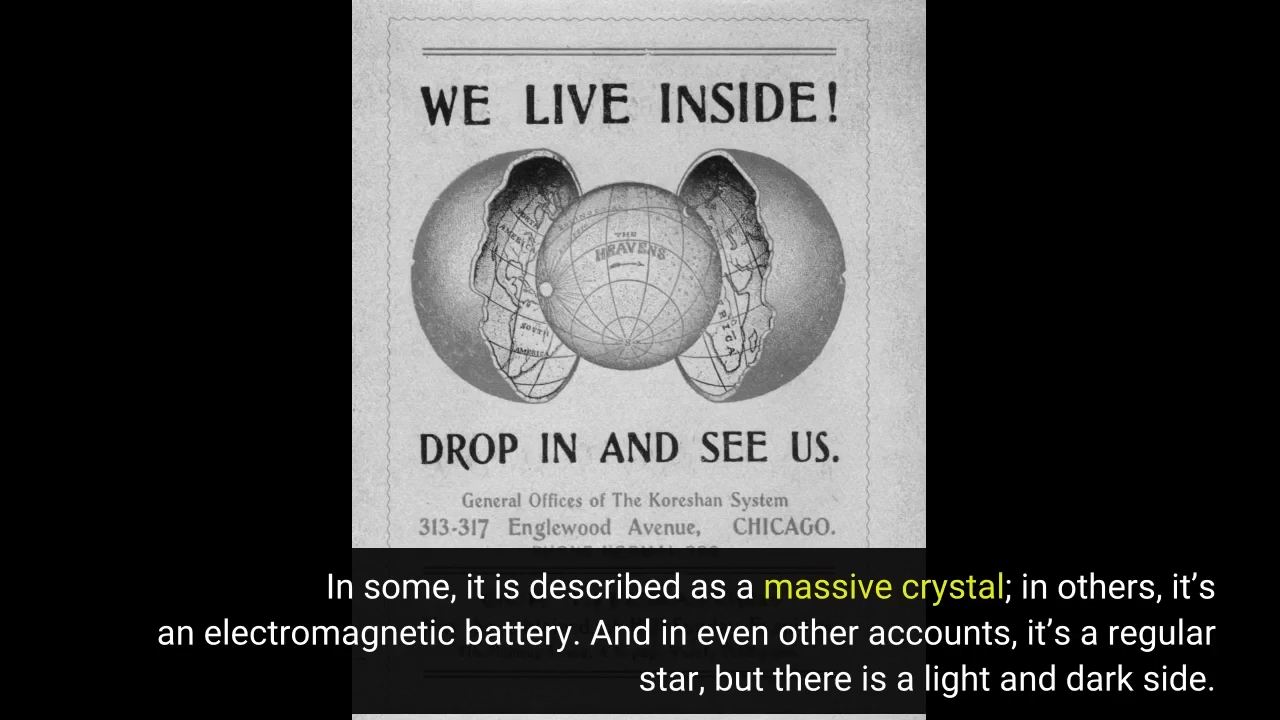 WE LIVE INSIDE!
THE
HEAVENS
SOUTH
AMERICA
DROP IN AND SEE US.
General Offices of The Koreshan System
313-317 Englewood Avenue, CHICAGO.
In some, it is described as a massive crystal; in others, it’s
an electromagnetic battery. And in even other accounts, it’s a regular
star, but there is a light and dark side.